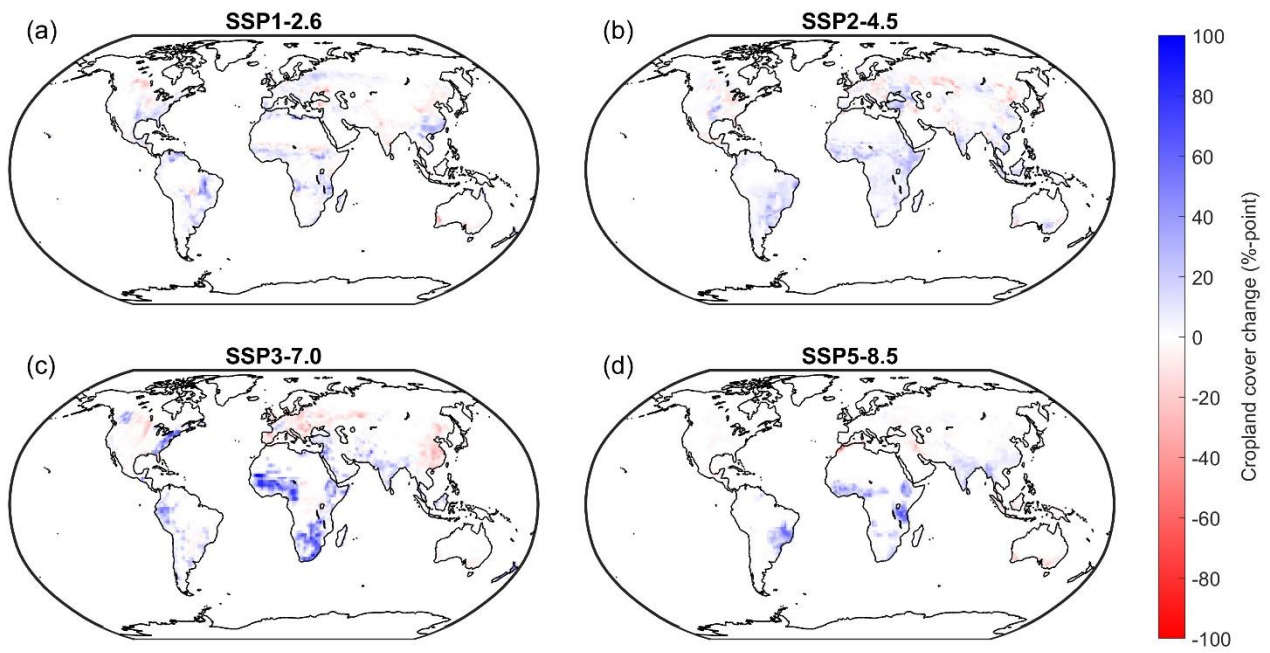 (a)
SSP1-2.6
(b)
SSP2-4.5
(c)
SSP3-7.0
(d)
SSP5-8.5
100
80
60
40
20
0
-20
-40
-60
-80
-100
Cropland cover change (%-point)